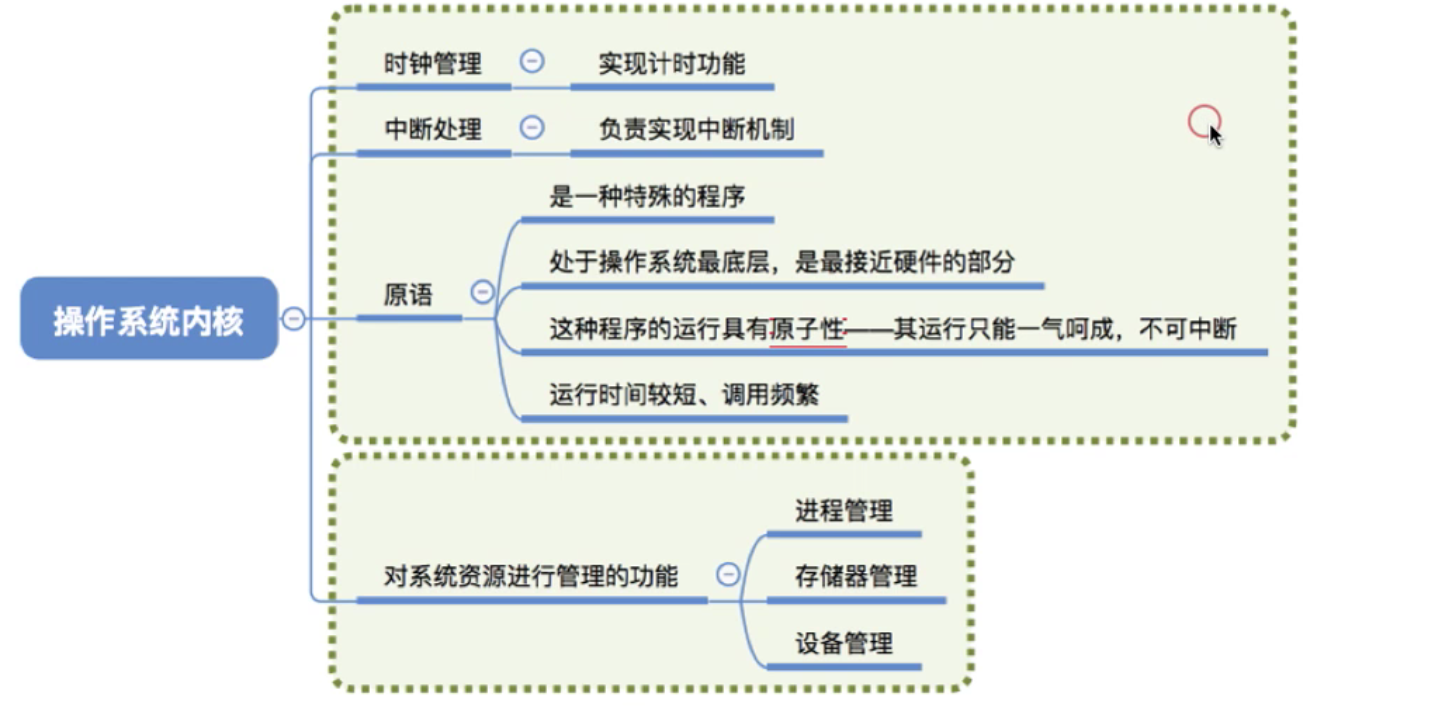 时钟管理
实现计时功能
中断处理
负责实现中断机制
是一种特殊的程序
处于操作系统最底层，是最接近硬件的部分
原语
这种程序的运行具有原子性——其运行只能一气呵成，不可中断
运行时间较短、调用频繁
操作系统内核
进程管理
对系统资源进行管理的功能
存储器管理
设备管理